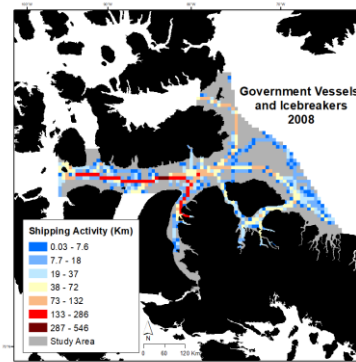 Government Vessels
and Icebreakers
2008
Shipping Activity (Km)
0.03 - 7.6
7.7 - 18
19 - 37
38 - 72
73 - 132
133 - 286
287 - 546
Study Area
N
0
120 Km